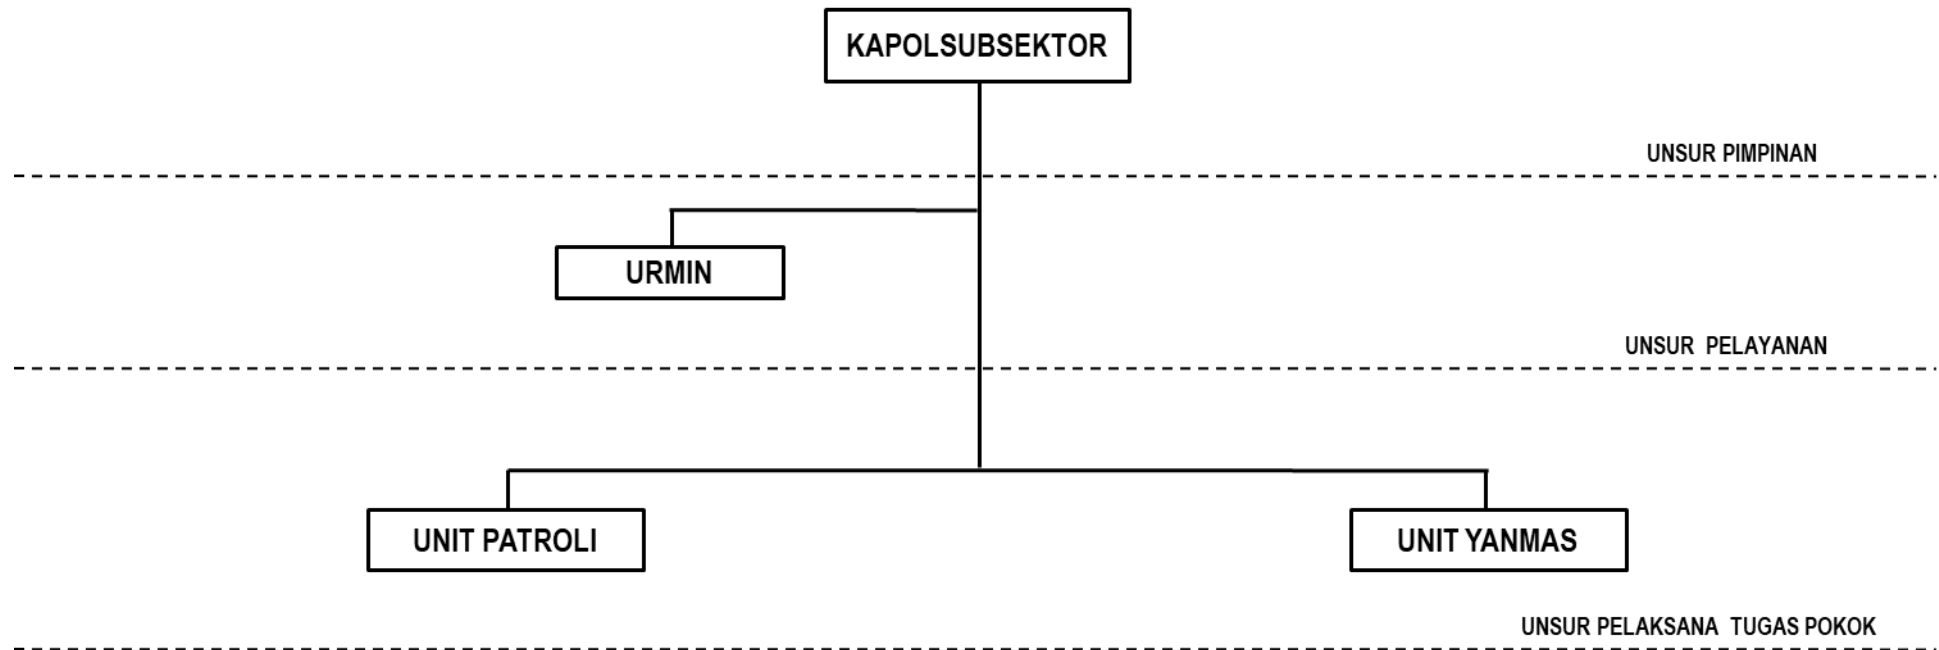 KAPOLSUBSEKTOR
UNSUR PIMPINAN
URMIN
UNSUR PELAYANAN
UNIT PATROLI
UNIT YANMAS
UNSUR PELAKSANA TUGAS POKOK